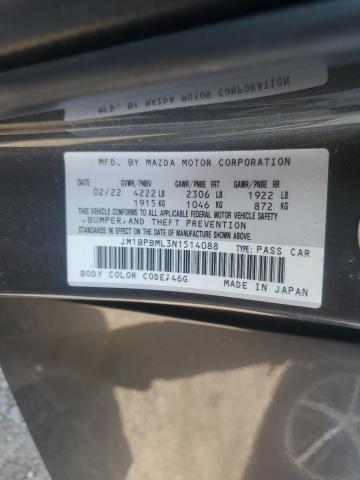 MFD. BY MAZDA MOTOR CORPORATION
GVWR/PNBV GAWR/PNBE FRT GAWR/PNBE RR
02/22 4222 LB 2306 LB 1922 LB
1915 KG 1046 KG 872 KG
THIS VEHICLE CONFORMS TO ALL APPLICABLE
FEDERAL MOTOR VEHICLE SAFETY
,BUMPER,AND THEFT PREVENTION
STANDARDS IN EFFECT ON THE DATE OF
MANUFACTURE SHOWN ABOVE.
JM1BPBML3N1514088 TYPE: PASS CAR
BODY COLOR CODE:46G MADE IN JAPAN